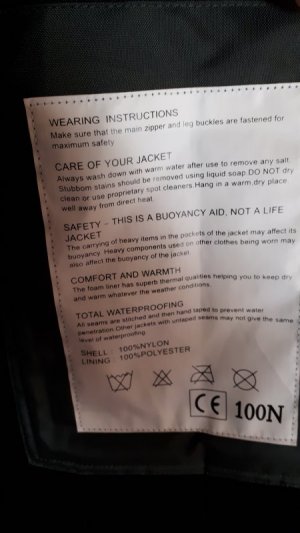 WEARING INSTRUCTIONS
Make sure that the main zipper and leg buckles are fastened for
maximum safety
CARE OF YOUR JACKET
Always wash down with warm water after use to remove any salt.
Stubborn stains should be removed using liquid soap.DO NOT dry
clean or use proprietary spot cleaners.Hang in a warm,dry place,
well away from direct heat.
SAFETY - THIS IS A BUOYANCY AID, NOT A LIFE
JACKET
The carrying of heavy items in the pockets of the jacket may affect its
buoyancy. Heavy components used on other clothes being worn may
also affect the buoyancy of the jacket.
COMFORT AND WARMTH
The foam liner has superb thermal qualties helping you to keep dry
and warm whatever the weather conditions.
TOTAL WATERPROOFING
All seams are stitched and then hand taped to prevent water
penetration.Other jackets with untaped seams may not give the same
level of waterproofing.
SHELL : 100%NYLON
LINING : 100%POLYESTER
CE 100N